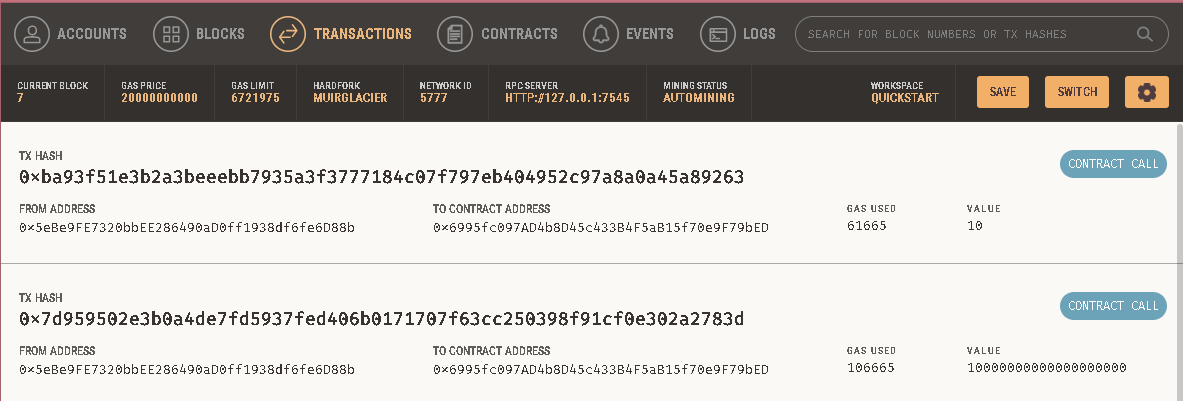 ACCOUNTS BLOCKS TRANSACTIONS CONTRACTS EVENTS LOGS SEARCH FOR BLOCK NUMBERS OR TX HASHES
CURRENT BLOCK GAS PRICE GAS LIMIT HARDFORK NETWORK ID RPC SERVER MINING STATUS WORKSPACE SAVE SWITCH
7 20000000000 6721975 MUIRGLACIER 5777 HTTP://127.0.0.1:7545 AUTOMINING QUICKSTART
TX HASH
0×ba93f51e3b2a3beeebb7935a3f3777184c07f797eb404952c97a8a0a45a89263 CONTRACT CALL
FROM ADDRESS TO CONTRACT ADDRESS GAS USED VALUE
0×5eBe9FE7320bbEE286490aD0ff1938df6fe6D88b 0×6995fc097AD4b8D45c433B4F5aB15f70e9F79bED 61665 10
TX HASH
0×7d959502e3b0a4de7fd5937fed406b0171707f63cc250398f91cf0e302a2783d CONTRACT CALL
FROM ADDRESS TO CONTRACT ADDRESS GAS USED VALUE
0×5eBe9FE7320bbEE286490aD0ff1938df6fe6D88b 0×6995fc097AD4b8D45c433B4F5aB15f70e9F79bED 106665 10000000000000000000